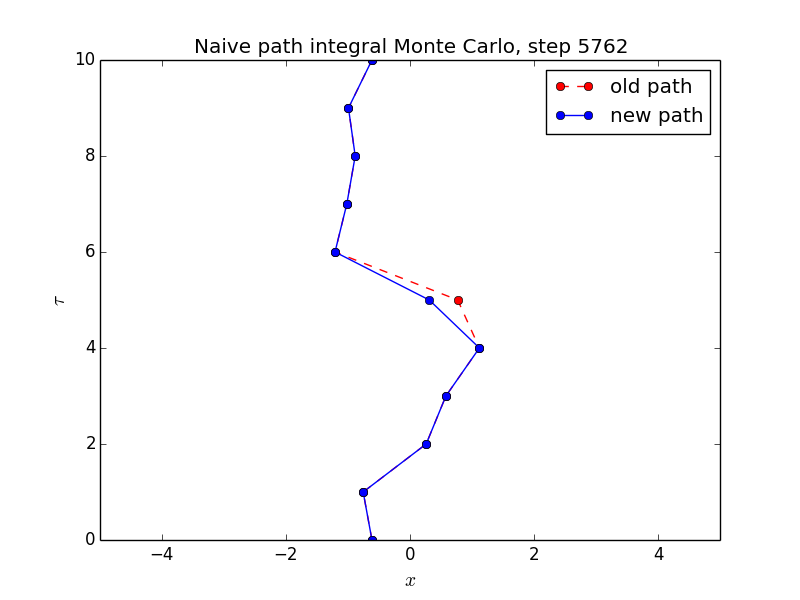 Naive path integral Monte Carlo, step 5762
10
old path
new path
8
6
τ
4
2
0
−4
−2
0
2
4
x